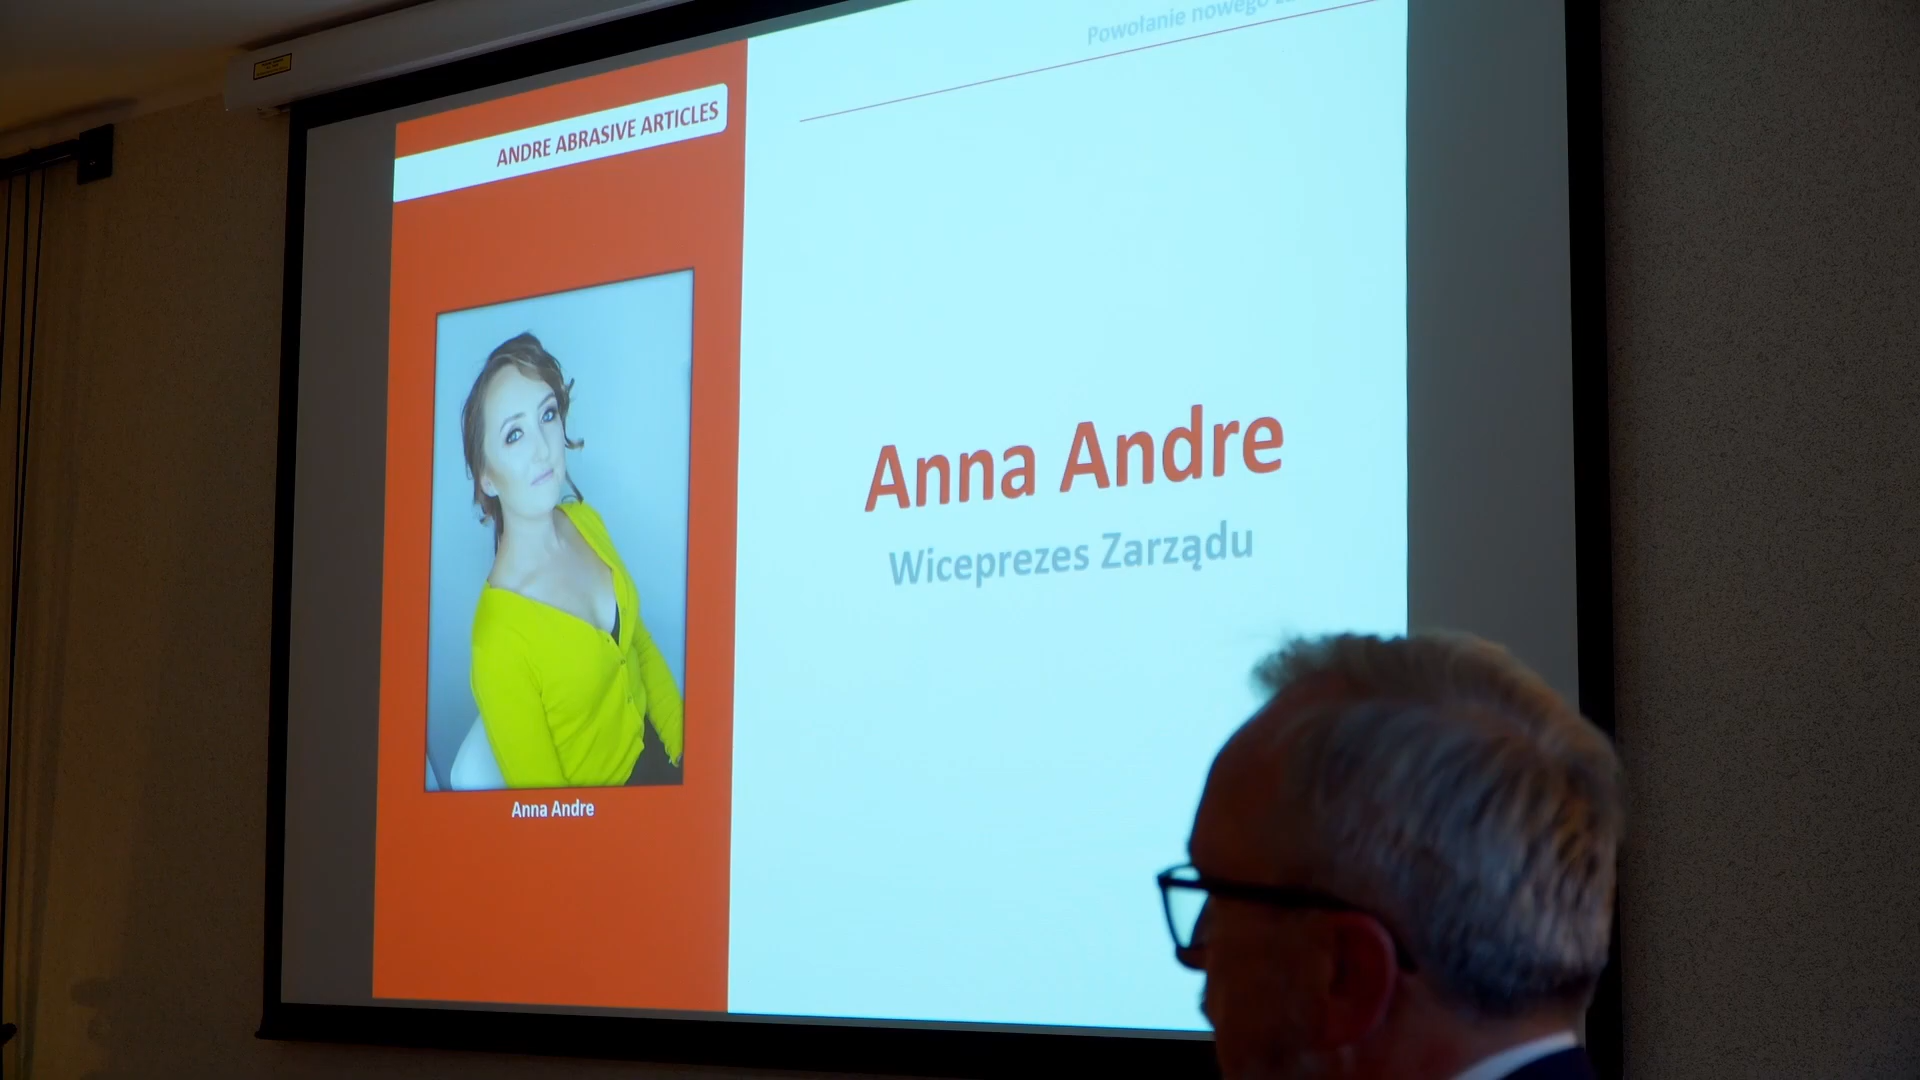 Powołanie nowego
ANDRE ABRASIVE ARTICLES
Anna Andre
Wiceprezes Zarządu
Anna Andre